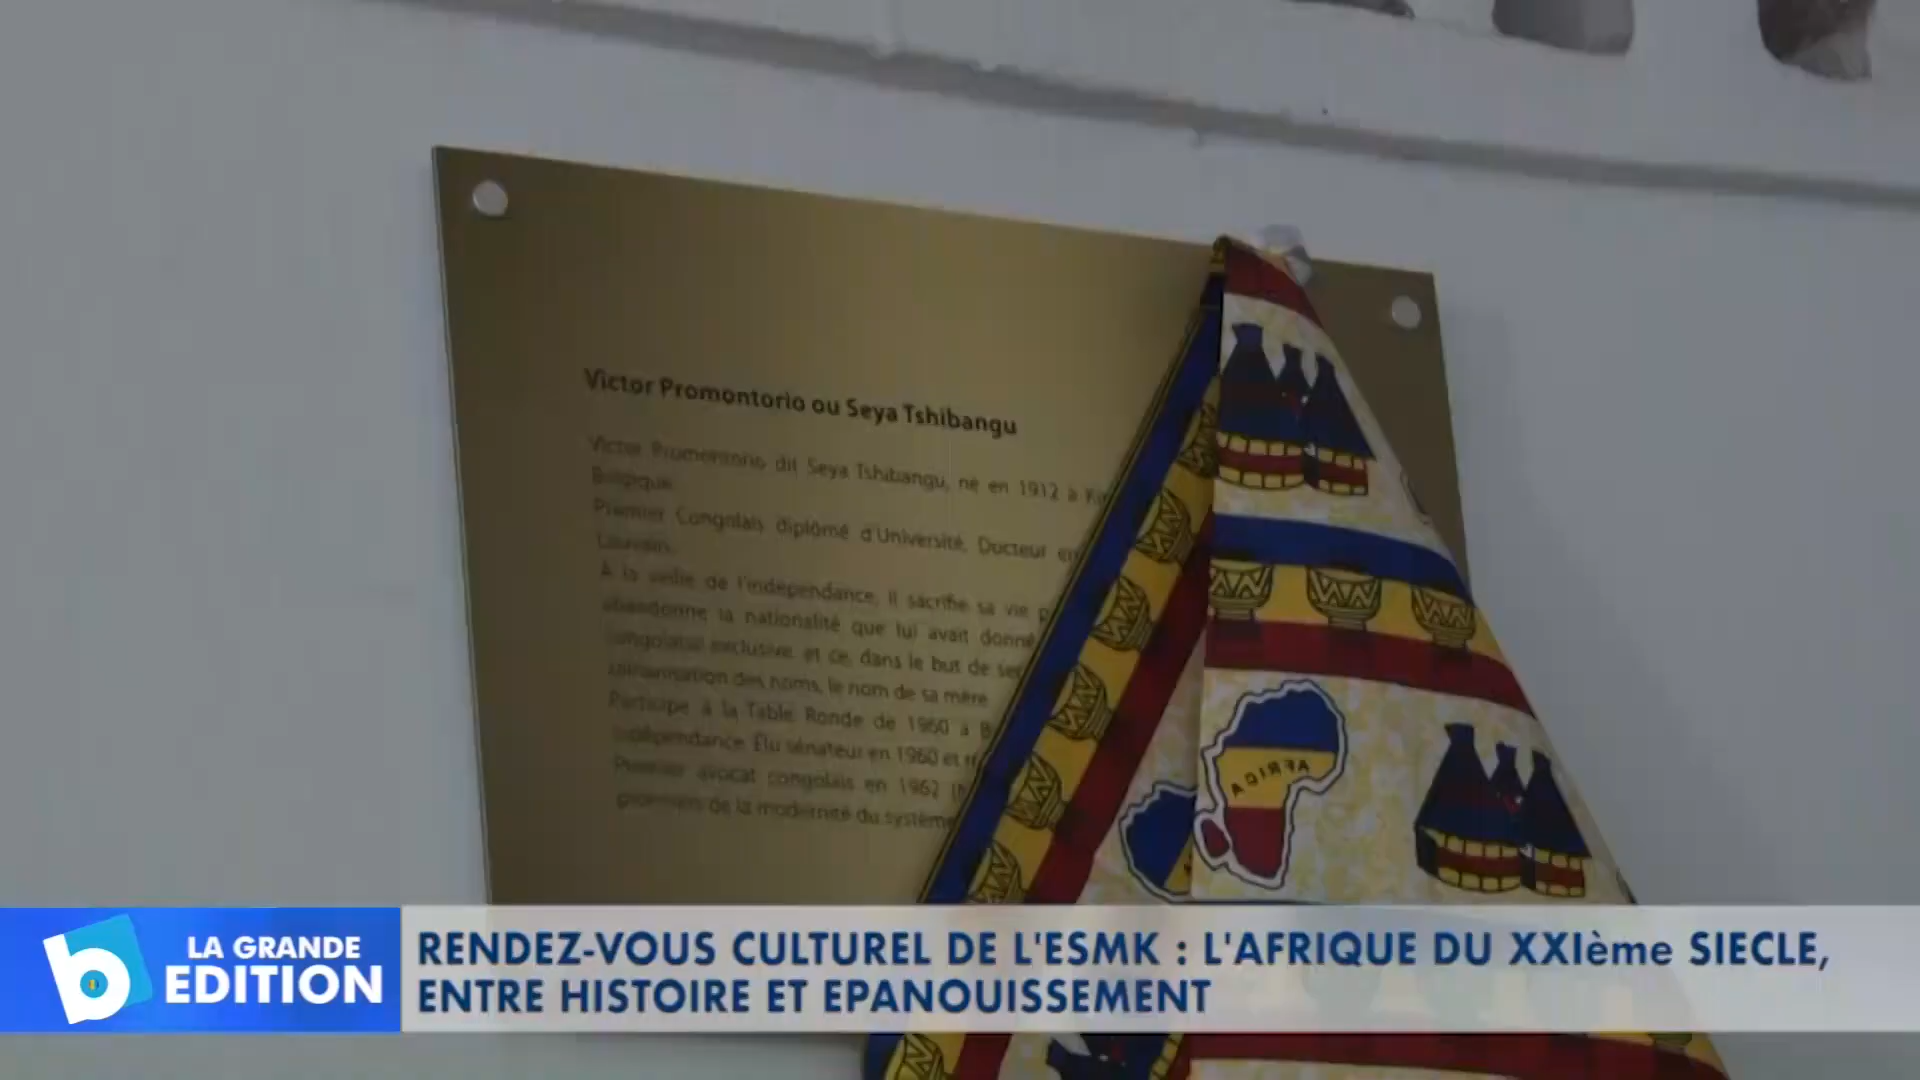 Victor Promontorio ou Seya Tshibangu
Victor Promontorio dit Seya Tshibangu, né en 1912 à
Belgique.
Premier Congolais diplômé d'Université, Docteur en
Louvain.
A la veille de l'indépendance, il sacrifie sa vie
abandonne la nationalité que lui avait donné
congolaise exclusive, et ce, dans le but de
des noms, le nom de sa mère.
Participe à la Table Ronde de 1960 à B
indépendance. Elu sénateur en 1960 et
Premier avocat congolais en 1962
pionniers de la modernité du système
AFRICA
b
LA GRANDE
EDITION
RENDEZ-VOUS CULTUREL DE L'ESMK : L'AFRIQUE DU XXIème SIECLE,
ENTRE HISTOIRE ET EPANOUISSEMENT